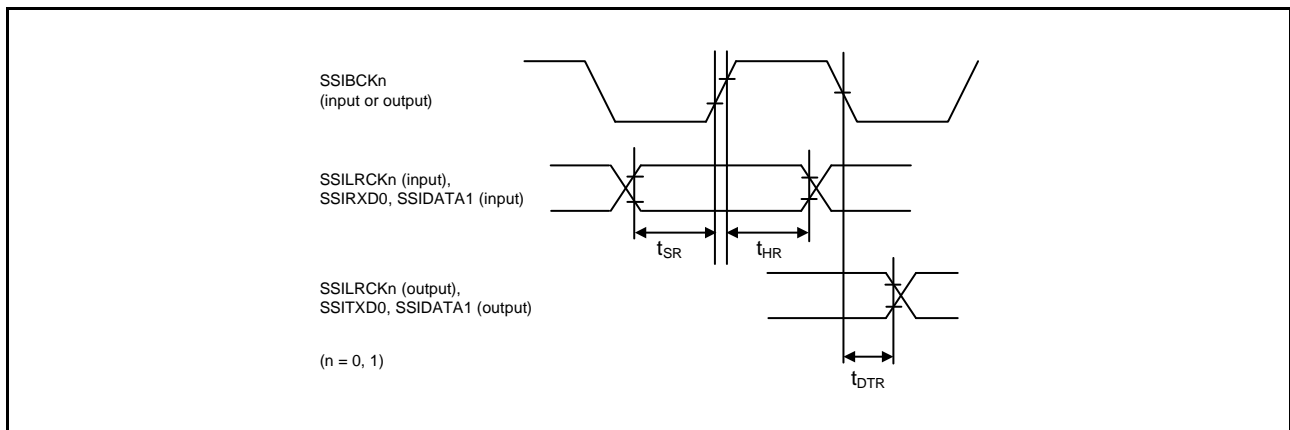 SSIBCKn
(input or output)
SSILRCKn (input),
SSIRXD0, SSIDATA1 (input)
tSR
tHR
SSILRCKn (output),
SSITXD0, SSIDATA1 (output)
(n = 0, 1)
tDTR